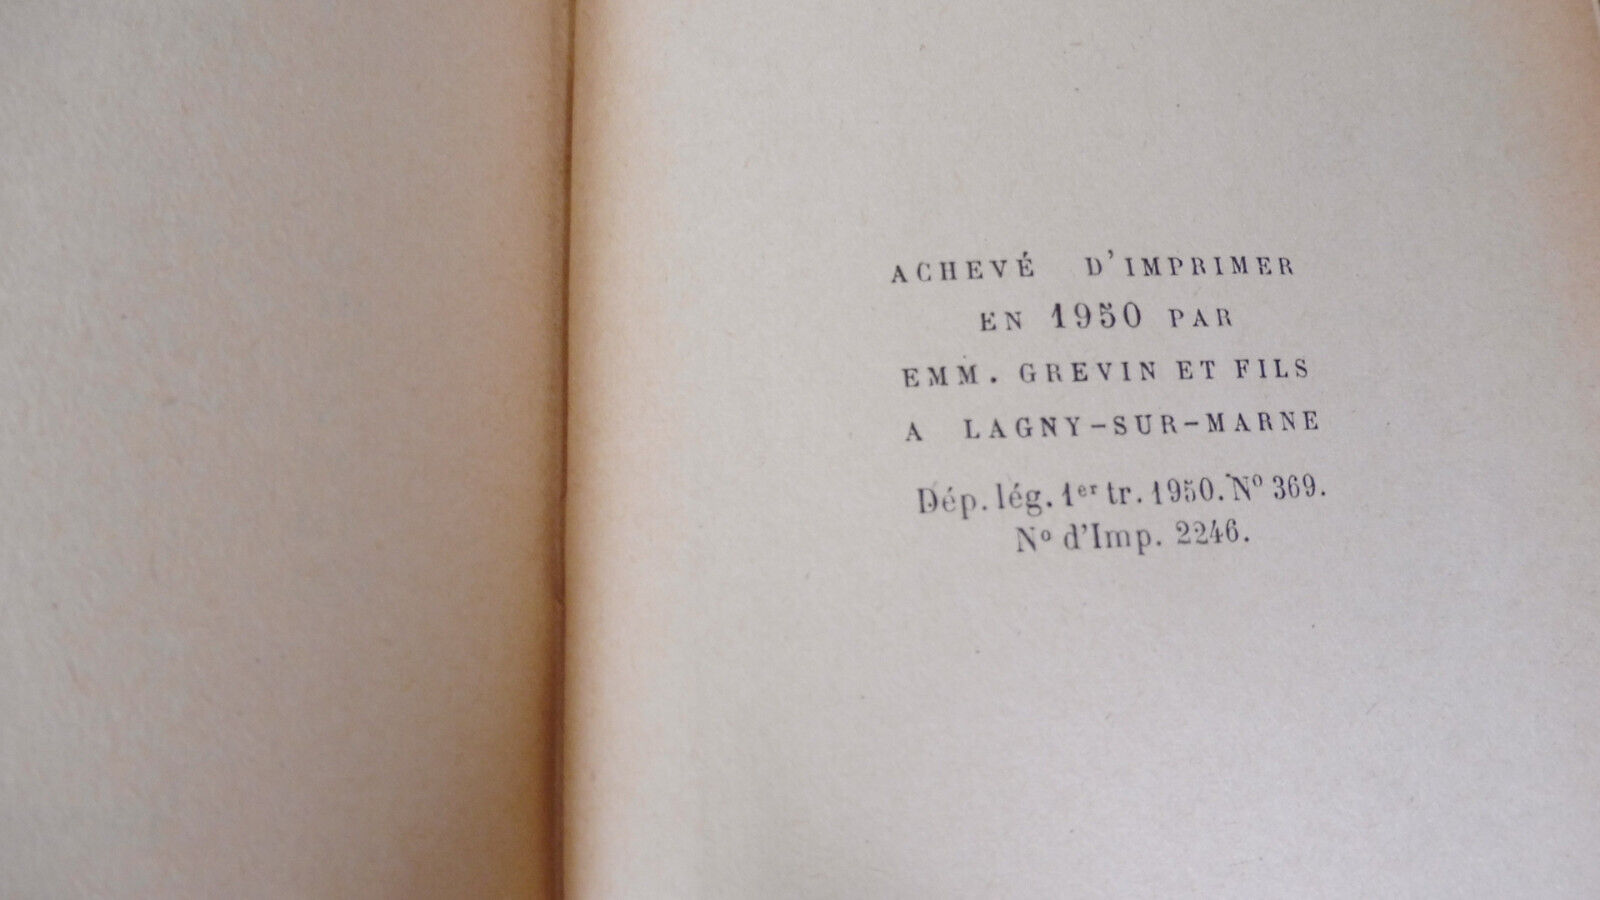 ACHEVÉ D'IMPRIMER
EN 1950 PAR
EMM. GREVIN ET FILS
A LAGNY-SUR-MARNE
Dép. lég. 1er tr. 1950. Nº 369.
Nº d'Imp. 2246.